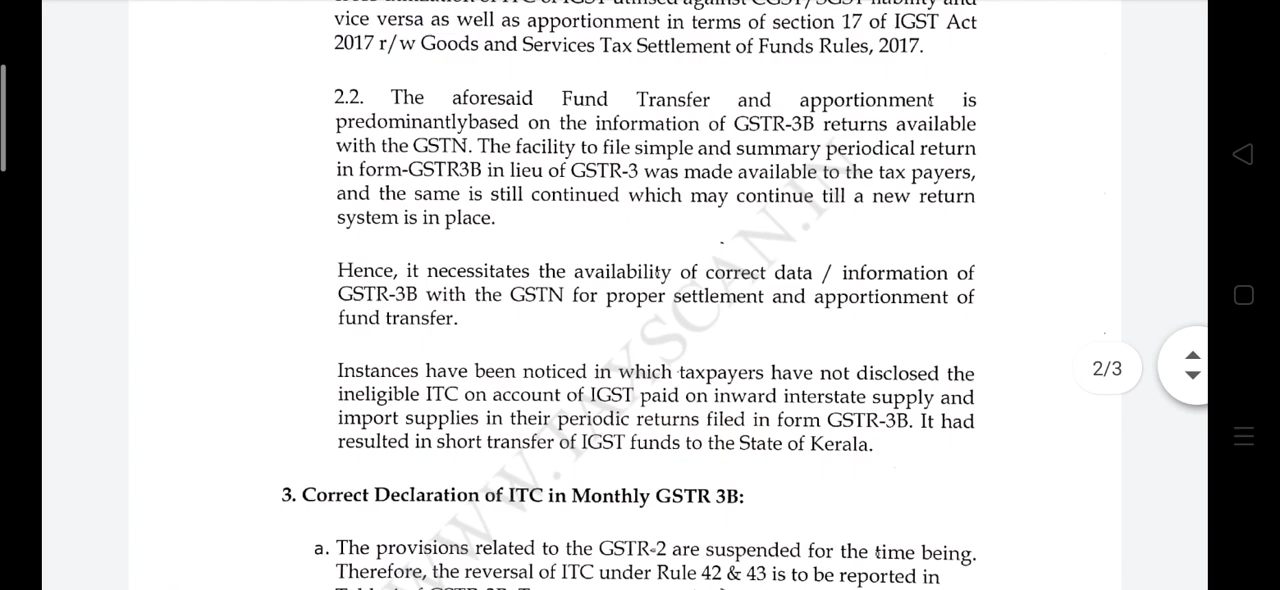 vice versa as well as apportionment in terms of section 17 of IGST Act
2017 r/w Goods and Services Tax Settlement of Funds Rules, 2017.
2.2. The aforesaid Fund Transfer and apportionment is
predominantlybased on the information of GSTR-3B returns available
with the GSTN. The facility to file simple and summary periodical return
in form-GSTR3B in lieu of GSTR-3 was made available to the tax payers,
and the same is still continued which may continue till a new return
system is in place.
Hence, it necessitates the availability of correct data / information of
GSTR-3B with the GSTN for proper settlement and apportionment of
fund transfer.
2/3
Instances have been noticed in which taxpayers have not disclosed the
ineligible ITC on account of IGST paid on inward interstate supply and
import supplies in their periodic returns filed in form GSTR-3B. It had
resulted in short transfer of IGST funds to the State of Kerala.
3. Correct Declaration of ITC in Monthly GSTR 3B:
a. The provisions related to the GSTR-2 are suspended for the time being.
Therefore, the reversal of ITC under Rule 42 & 43 is to be reported in
WWW.TAXSCAN.IN